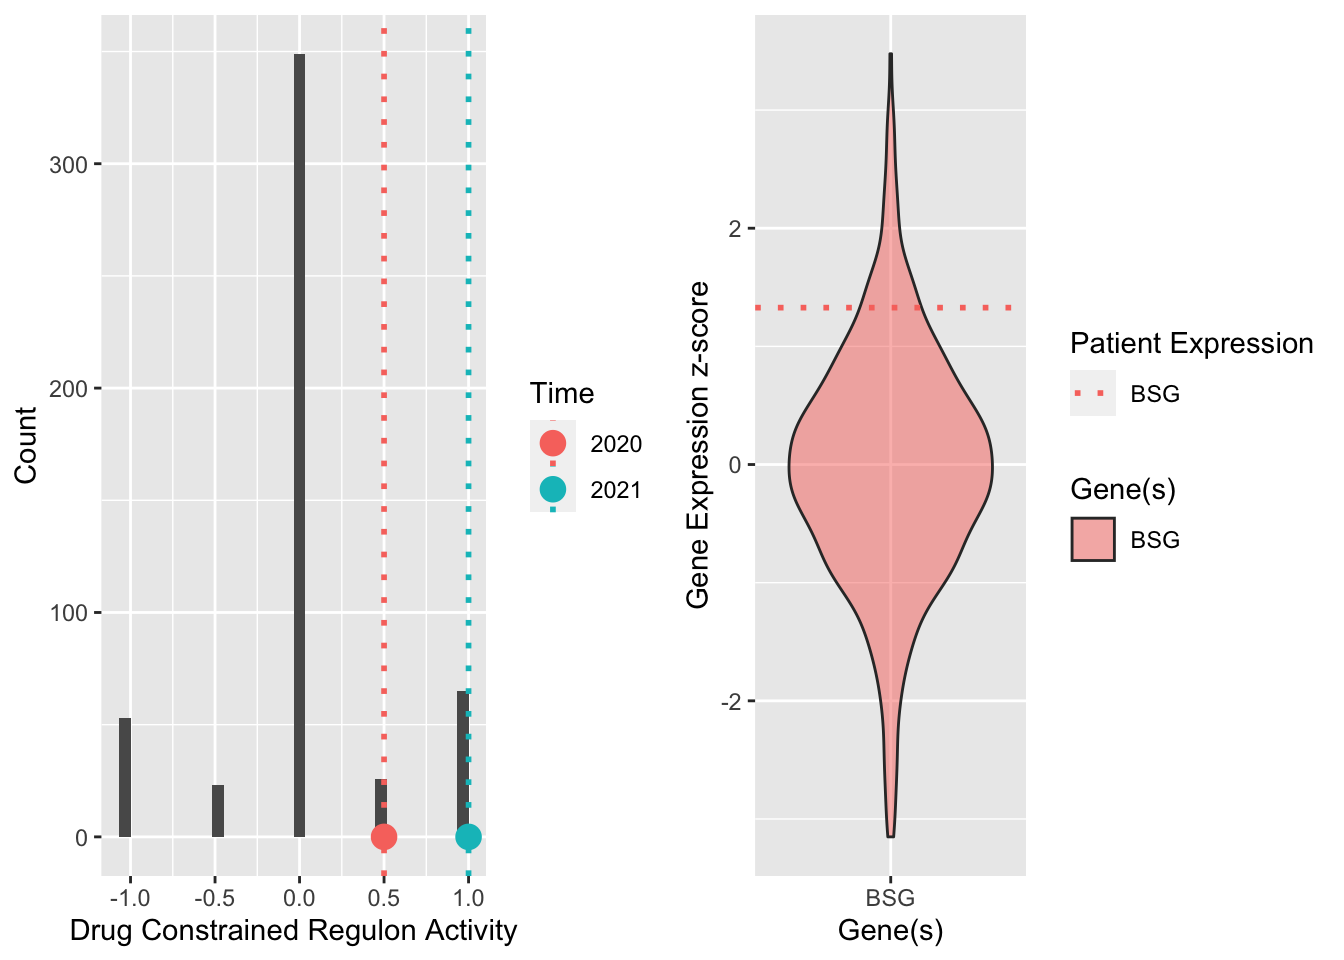 Count
300
200
100
0
-1.0 -0.5 0.0 0.5 1.0
Drug Constrained Regulon Activity
Time
2020
2021
Gene Expression z-score
2
0
-2
BSG
Gene(s)
Patient Expression
BSG
Gene(s)
BSG